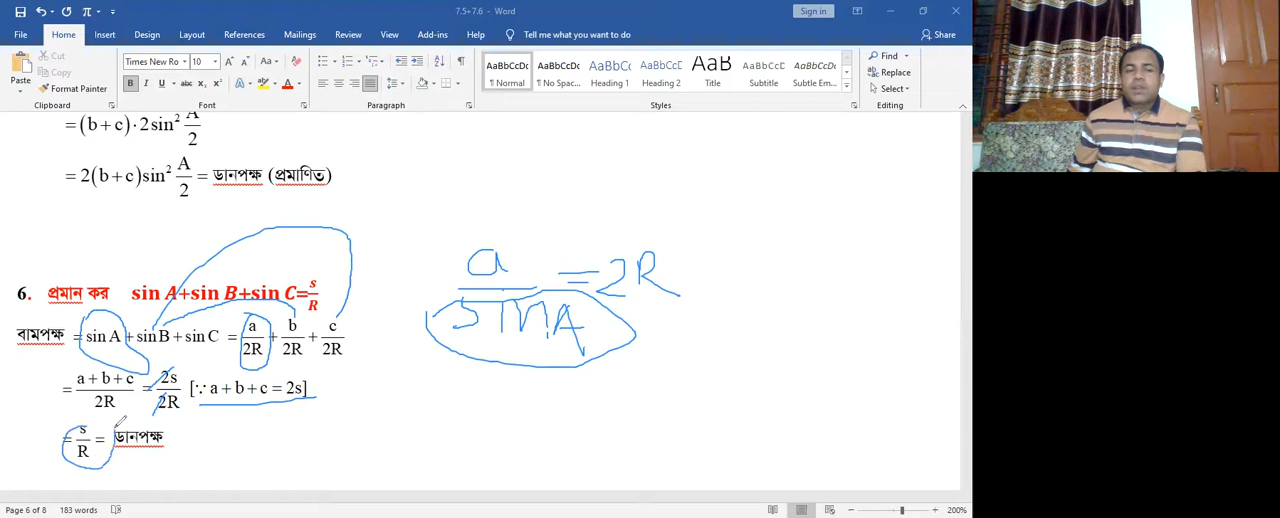 7.5+7.6 - Word
Sign in
File Home Insert Design Layout References Mailings Review View Add-ins Tell me what you want to do Share
Paste Cut Copy Format Painter
Clipboard
Times New Ro 10
B I U
Font
Paragraph
AaBbCcDc AaBbCcDc AaBbCc AaBbCcD AaB AaBbCcD AaBbCcDc
¶ Normal ¶ No Spac... Heading 1 Heading 2 Title Subtitle Subtle Em...
Styles
Find
Replace
Select
Editing
= (b + c) · 2sin² A/2
= 2(b + c)sin² A/2 = ডানপক্ষ (প্রমাণিত)
6. প্রমান কর sin A+sin B+sin C= s/R
বামপক্ষ = sin A + sin B + sin C = a/2R + b/2R + c/2R
= a + b + c/2R = 2s/2R [∵ a + b + c = 2s]
= s/R = ডানপক্ষ
a/sinA = 2R
Page 6 of 8 183 words 200%